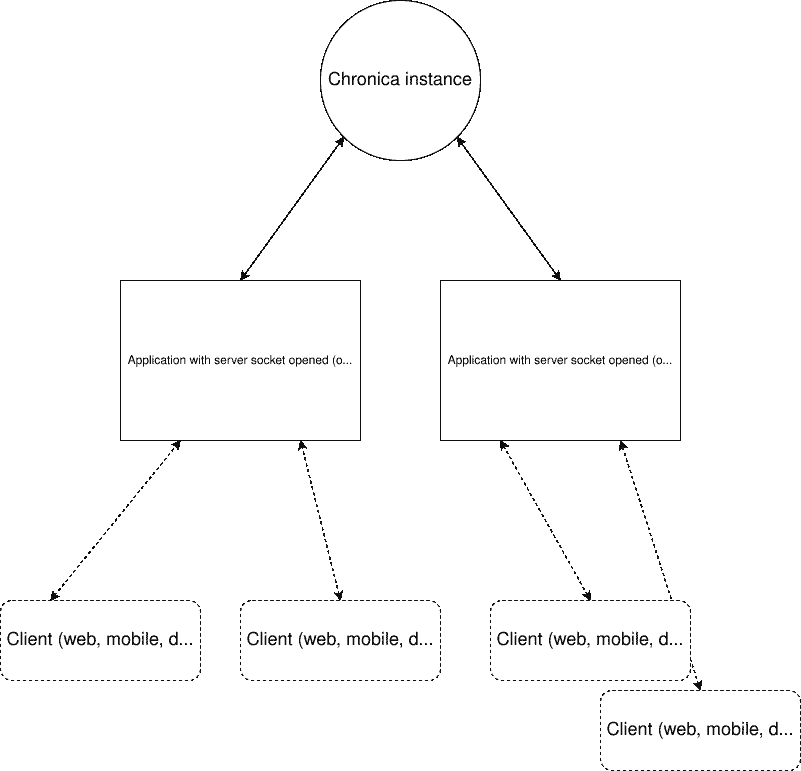 Chronica instance
Application with server socket opened (o...
Application with server socket opened (o...
Client (web, mobile, d...
Client (web, mobile, d...
Client (web, mobile, d...
Client (web, mobile, d...